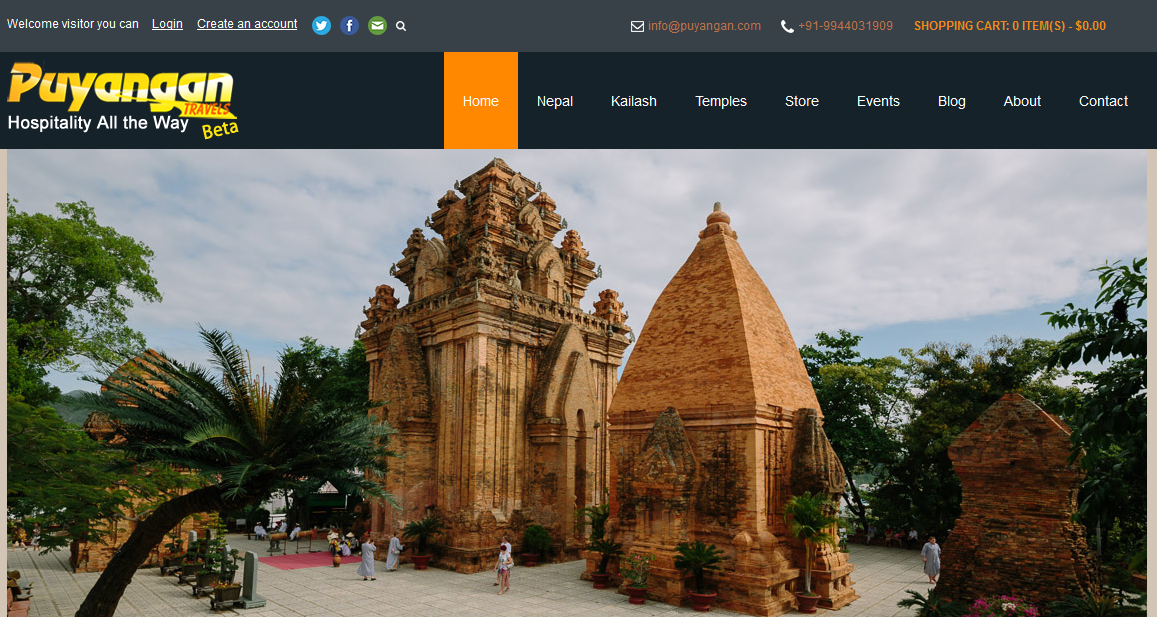 Welcome visitor you can Login Create an account info@puyangan.com +91-9944031909 SHOPPING CART: 0 ITEM(S) - $0.00
Puyangan
TRAVELS
Hospitality All the Way
Beta
Home Nepal Kailash Temples Store Events Blog About Contact